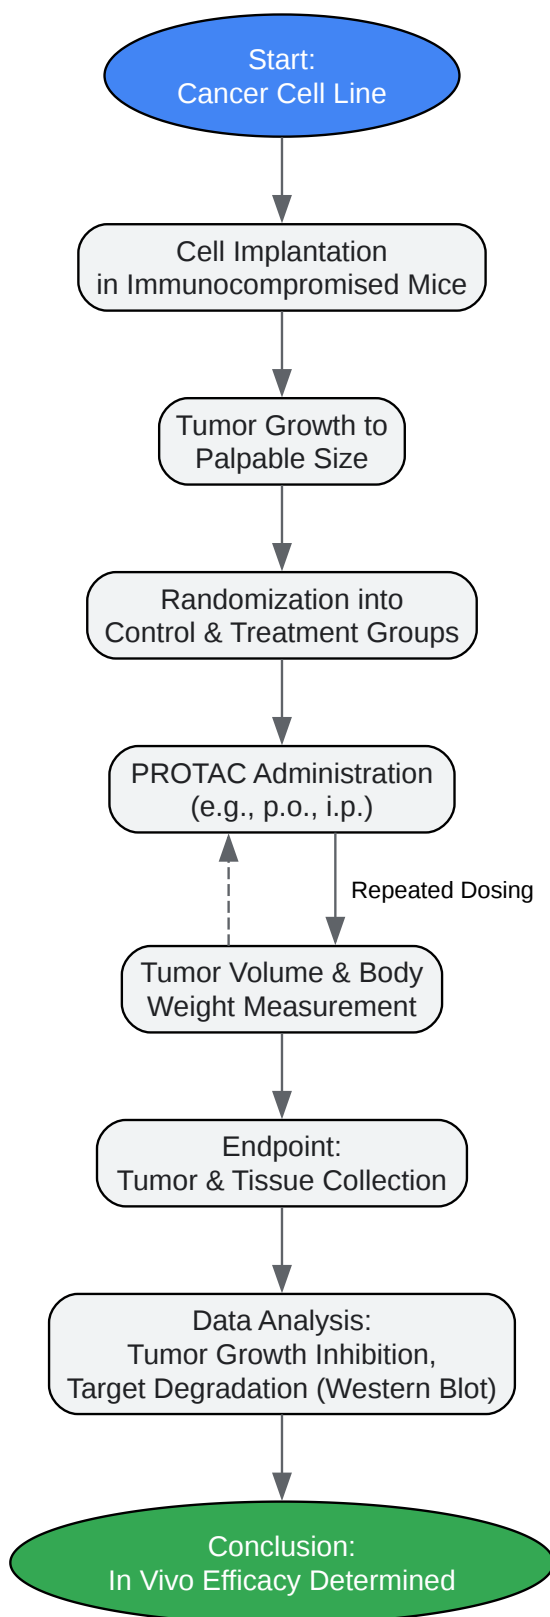 Start:
Cancer Cell Line
Cell Implantation
in Immunocompromised Mice
Tumor Growth to
Palpable Size
Randomization into
Control & Treatment Groups
PROTAC Administration
(e.g., p.o., i.p.)
Repeated Dosing
Tumor Volume & Body
Weight Measurement
Endpoint:
Tumor & Tissue Collection
Data Analysis:
Tumor Growth Inhibition,
Target Degradation (Western Blot)
Conclusion:
In Vivo Efficacy Determined